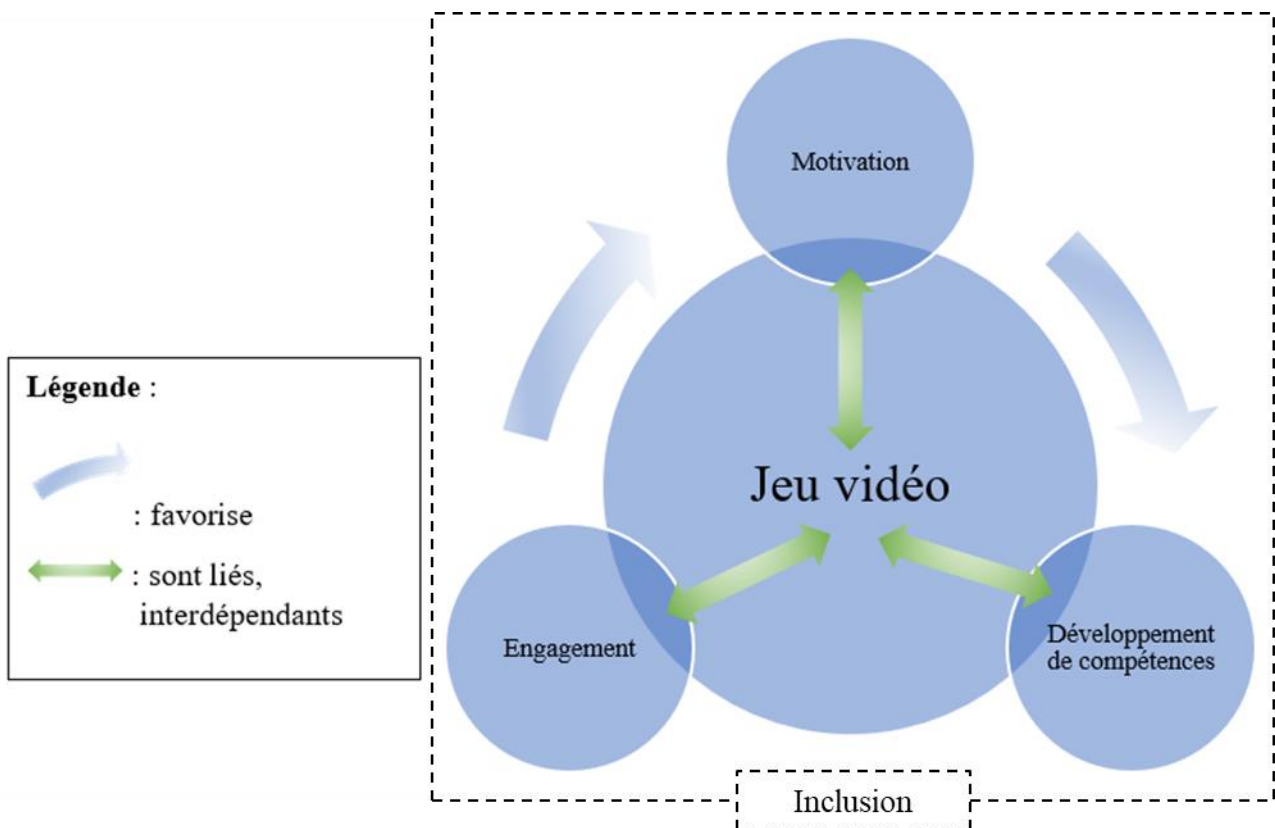 Motivation
Légende :
: favorise
: sont liés,
interdépendants
Jeu vidéo
Engagement
Développement
de compétences
Inclusion